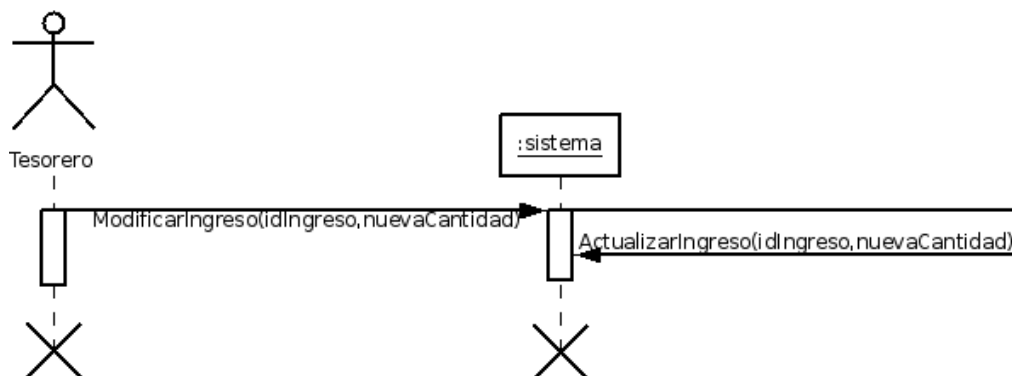 :sistema
Tesorero
ModificarIngreso(idIngreso,nuevaCantidad)
ActualizarIngreso(idIngreso,nuevaCantidad)